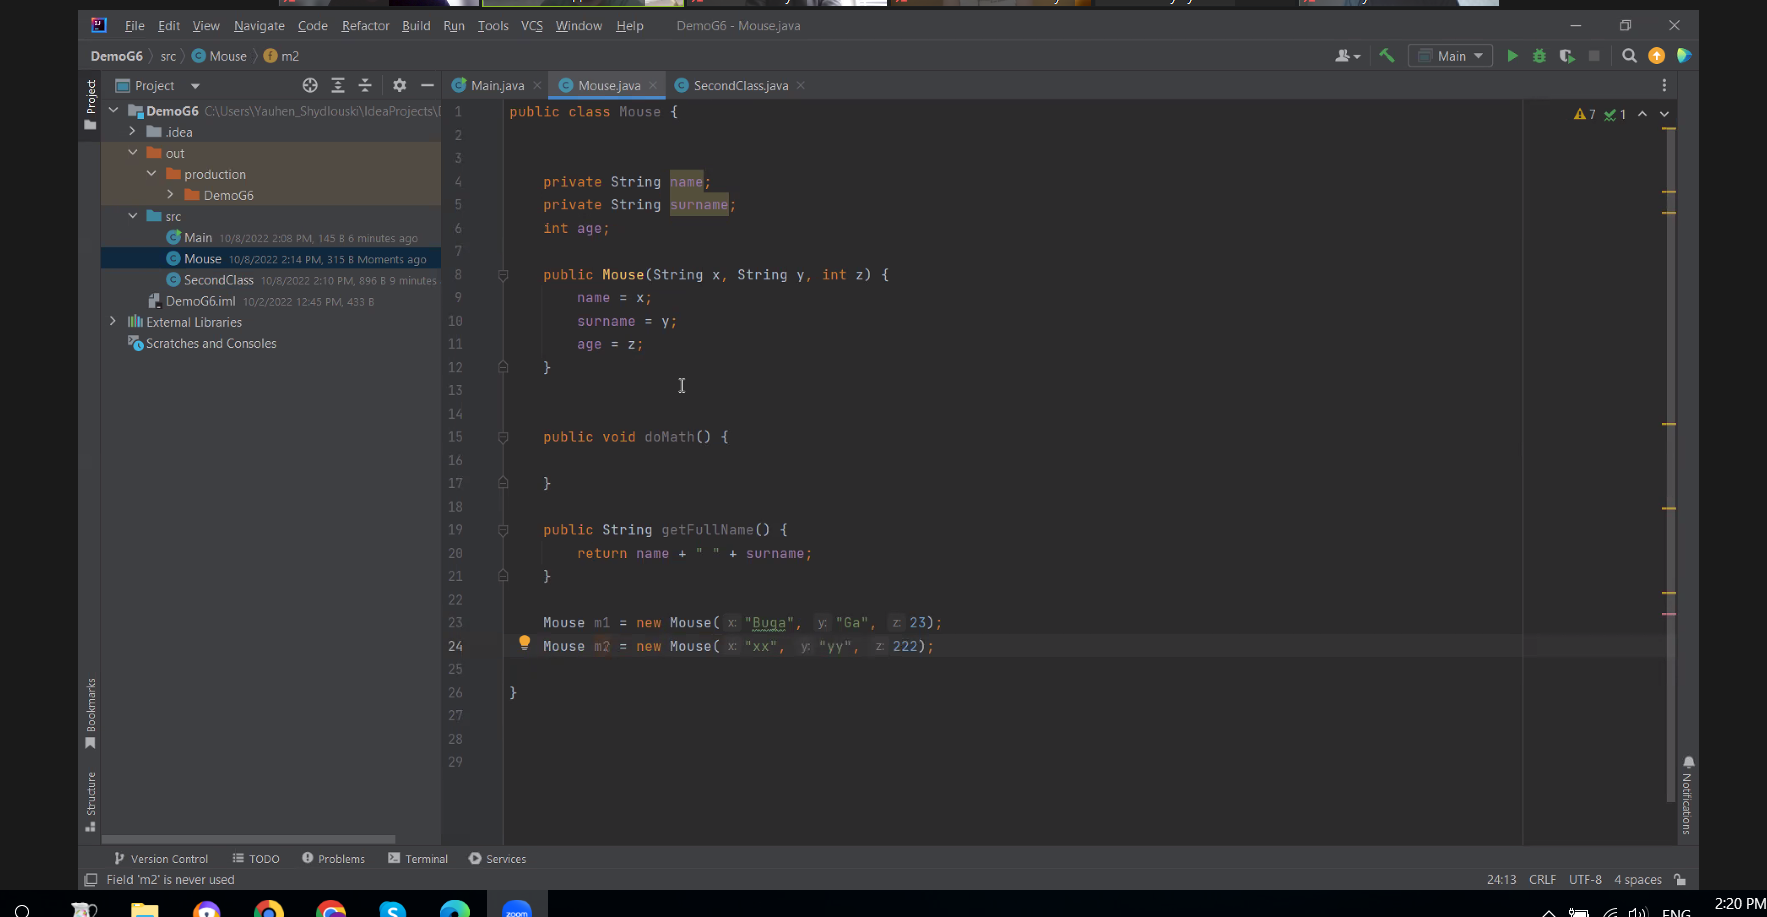 File Edit View Navigate Code Refactor Build Run Tools VCS Window Help DemoG6 - Mouse.java
DemoG6 src Mouse m2 Main
Project
Main.java Mouse.java SecondClass.java
DemoG6 C:\Users\Yauhen_Shydlouski\IdeaProjects\
.idea
out
production
DemoG6
src
Main 10/8/2022 2:08 PM, 145 B 6 minutes ago
Mouse 10/8/2022 2:14 PM, 315 B Moments ago
SecondClass 10/8/2022 2:10 PM, 896 B 9 minutes
DemoG6.iml 10/2/2022 12:45 PM, 433 B
External Libraries
Scratches and Consoles
Project
Bookmarks
Structure
7 1
1 public class Mouse {
2
3
4 private String name;
5 private String surname;
6 int age;
7
8 public Mouse(String x, String y, int z) {
9 name = x;
10 surname = y;
11 age = z;
12 }
13
14
15 public void doMath() {
16
17 }
18
19 public String getFullName() {
20 return name + " " + surname;
21 }
22
23 Mouse m1 = new Mouse( x: "Buga", y: "Ga", z: 23);
24 Mouse m2 = new Mouse( x: "xx", y: "yy", z: 222);
25
26 }
27
28
29
Notifications
Version Control TODO Problems Terminal Services
Field 'm2' is never used 24:13 CRLF UTF-8 4 spaces
zoom ENG 2:20 PM